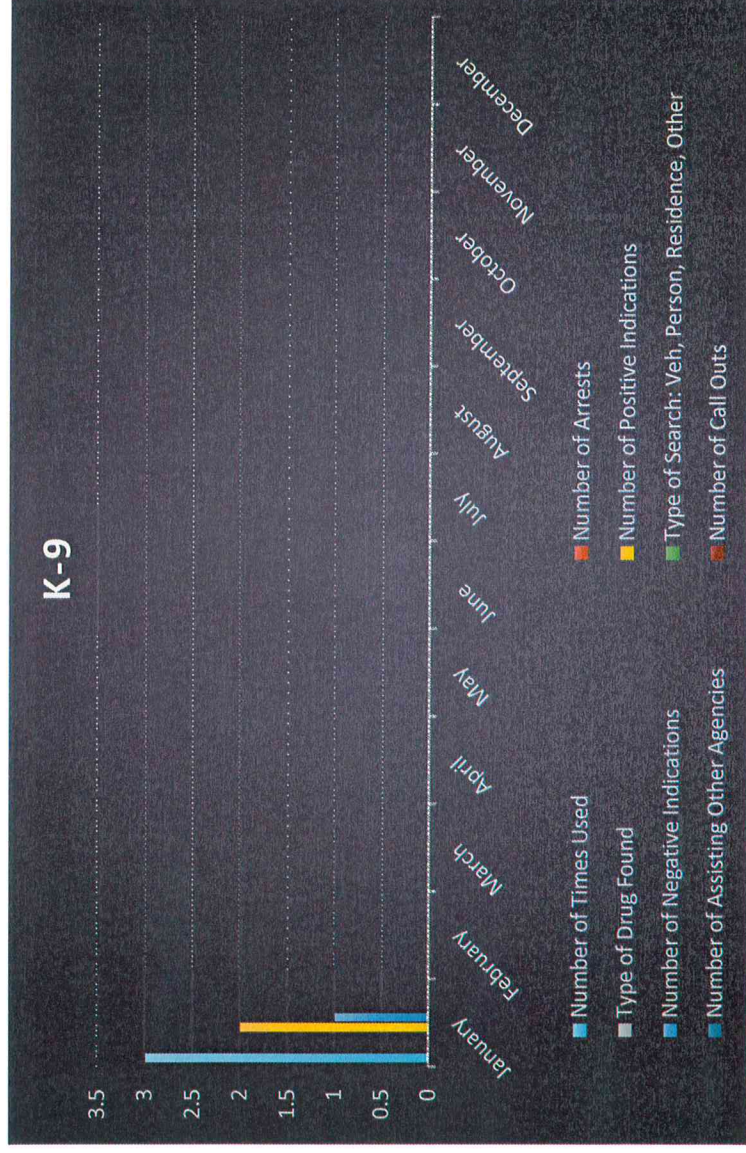 K-9
3.5
3
2.5
2
1.5
1
0.5
0
January
February
March
April
May
June
July
August
September
October
November
December
Number of Times Used
Number of Arrests
Type of Drug Found
Number of Positive Indications
Number of Negative Indications
Type of Search: Veh, Person, Residence, Other
Number of Assisting Other Agencies
Number of Call Outs